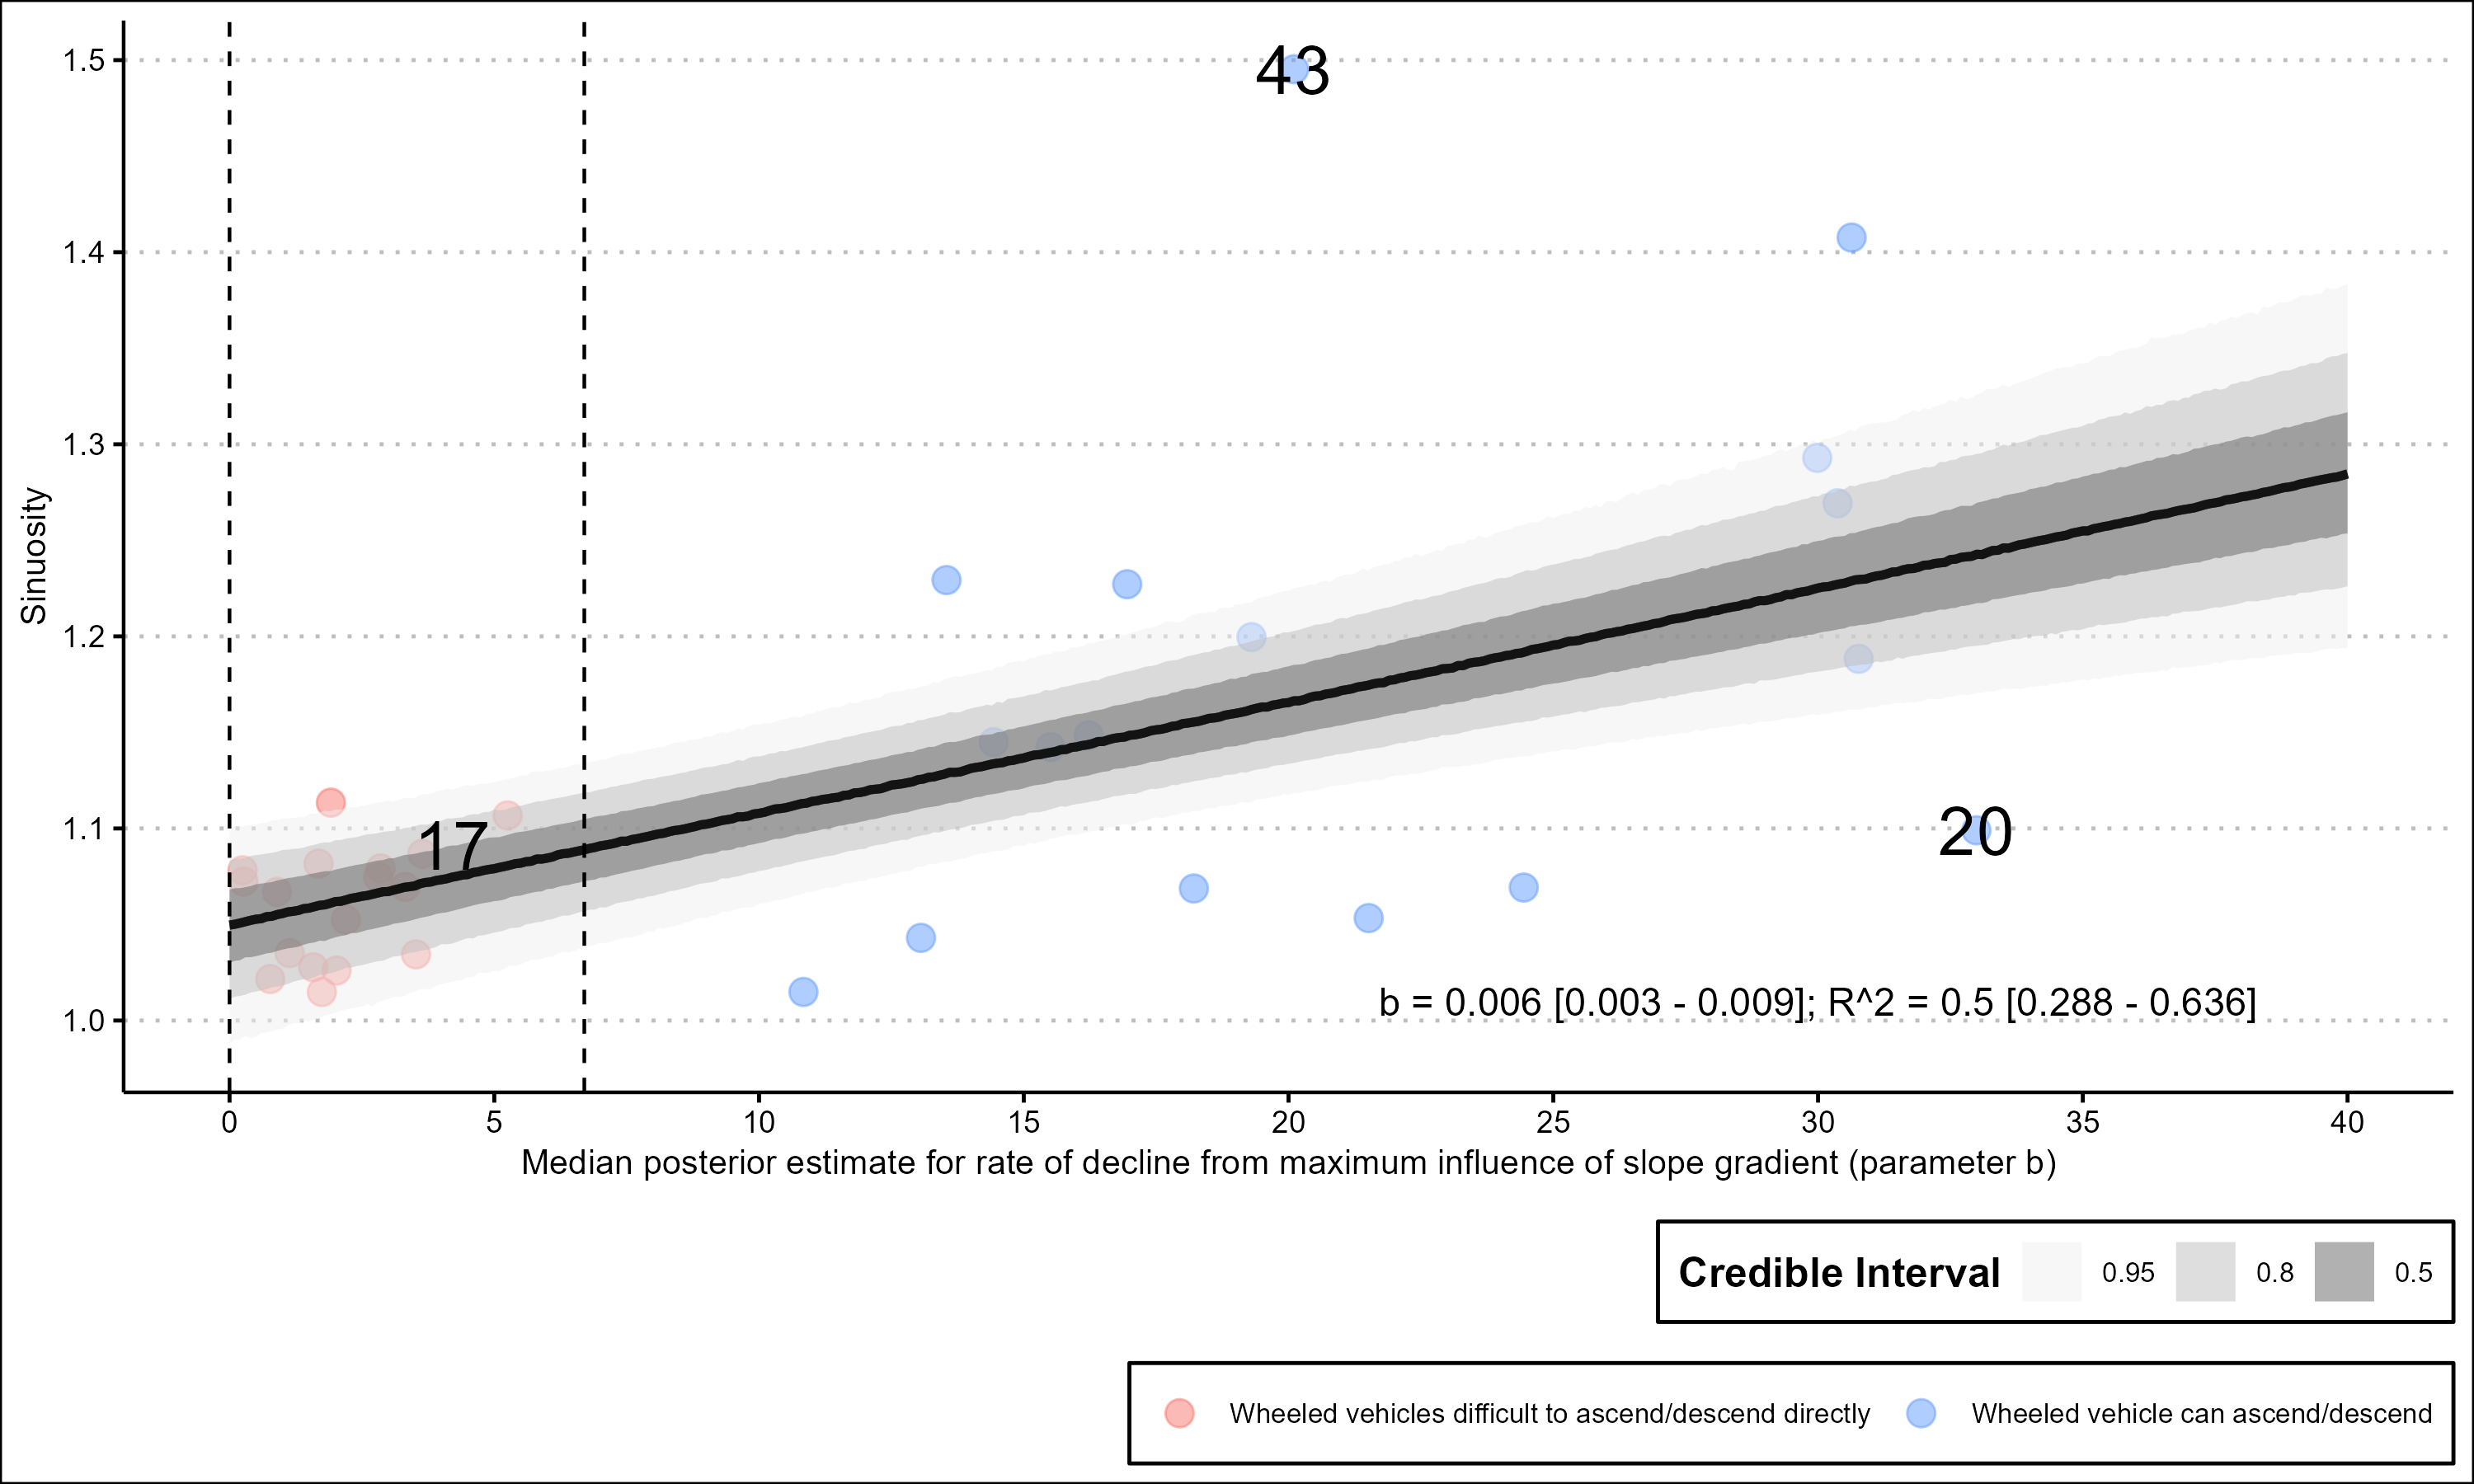 43
1.5
1.4
1.3
1.2
1.1
1.0
Sinuosity
17
20
b = 0.006 [0.003 - 0.009]; R^2 = 0.5 [0.288 - 0.636]
0 5 10 15 20 25 30 35 40
Median posterior estimate for rate of decline from maximum influence of slope gradient (parameter b)
Credible Interval 0.95 0.8 0.5
Wheeled vehicles difficult to ascend/descend directly Wheeled vehicle can ascend/descend